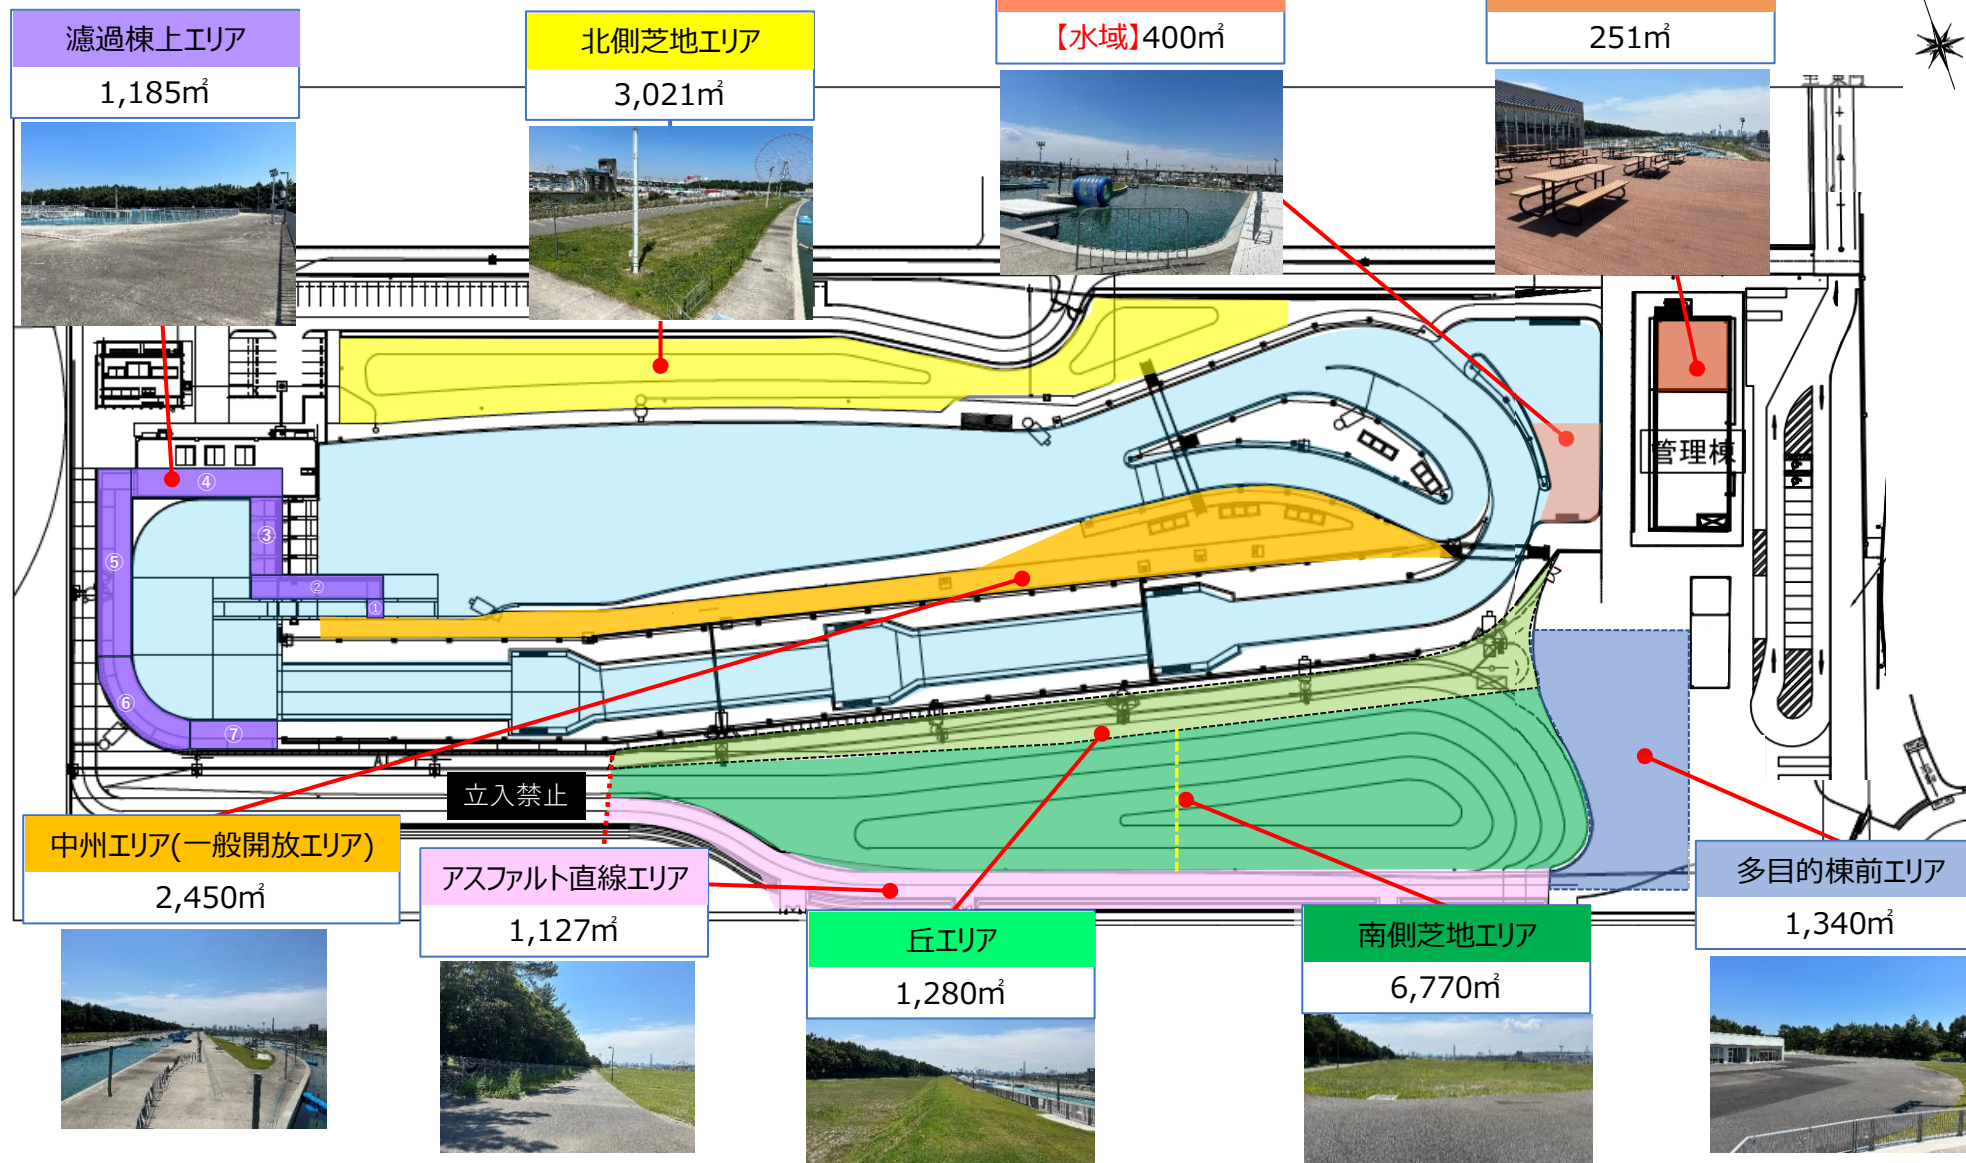 濾過棟上エリア
1,185㎡
北側芝地エリア
3,021㎡
【水域】400㎡
251㎡
管理棟
④
③
⑤
②
①
⑥
⑦
立入禁止
中州エリア(一般開放エリア)
2,450㎡
アスファルト直線エリア
1,127㎡
丘エリア
1,280㎡
南側芝地エリア
6,770㎡
多目的棟前エリア
1,340㎡